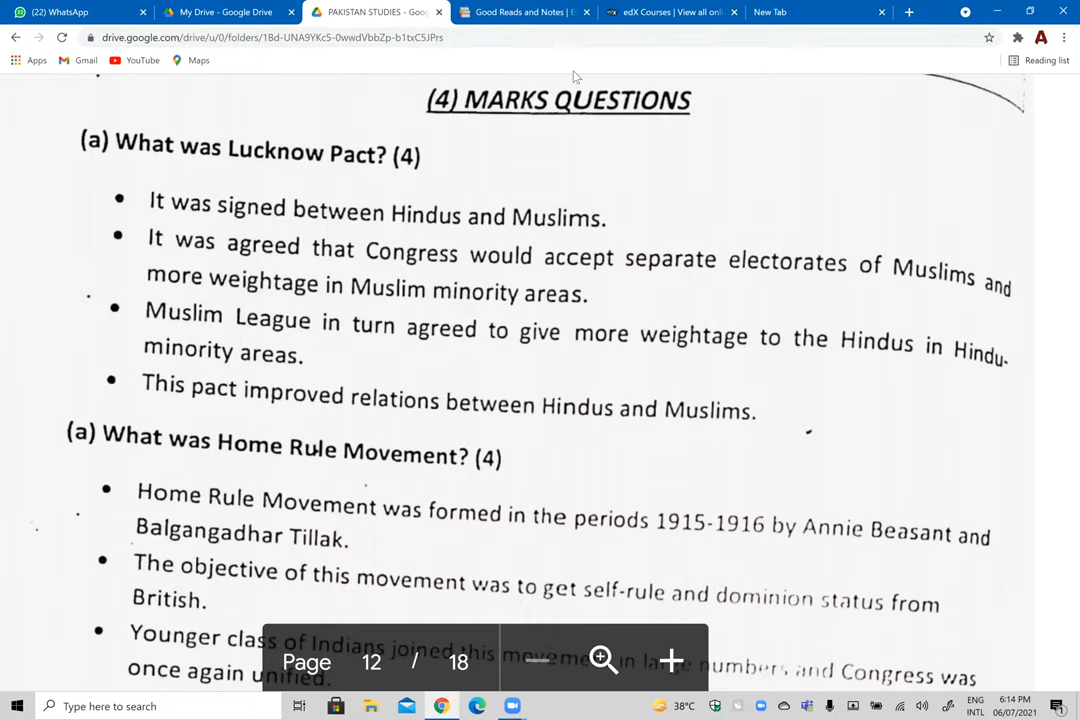 (22) WhatsApp
My Drive - Google Drive
PAKISTAN STUDIES - Goo
Good Reads and Notes | E
edX Courses | View all onli
New Tab
drive.google.com/drive/u/0/folders/1Bd-UNA9YKc5-0wwdVbbZp-b1txC5JPrs
Apps
Gmail
YouTube
Maps
Reading list
(4) MARKS QUESTIONS
(a) What was Lucknow Pact? (4)
• It was signed between Hindus and Muslims.
• It was agreed that Congress would accept separate electorates of Muslims and
more weightage in Muslim minority areas.
• Muslim League in turn agreed to give more weightage to the Hindus in Hindu-
minority areas.
• This pact improved relations between Hindus and Muslims.
(a) What was Home Rule Movement? (4)
• Home Rule Movement was formed in the periods 1915-1916 by Annie Beasant and
Balgangadhar Tillak.
• The objective of this movement was to get self-rule and dominion status from
British.
• Younger class of Indians joined this movement in large numbers and Congress was
once again unified.
Page 12 / 18
Type here to search
38°C
ENG
INTL
6:14 PM
06/07/2021